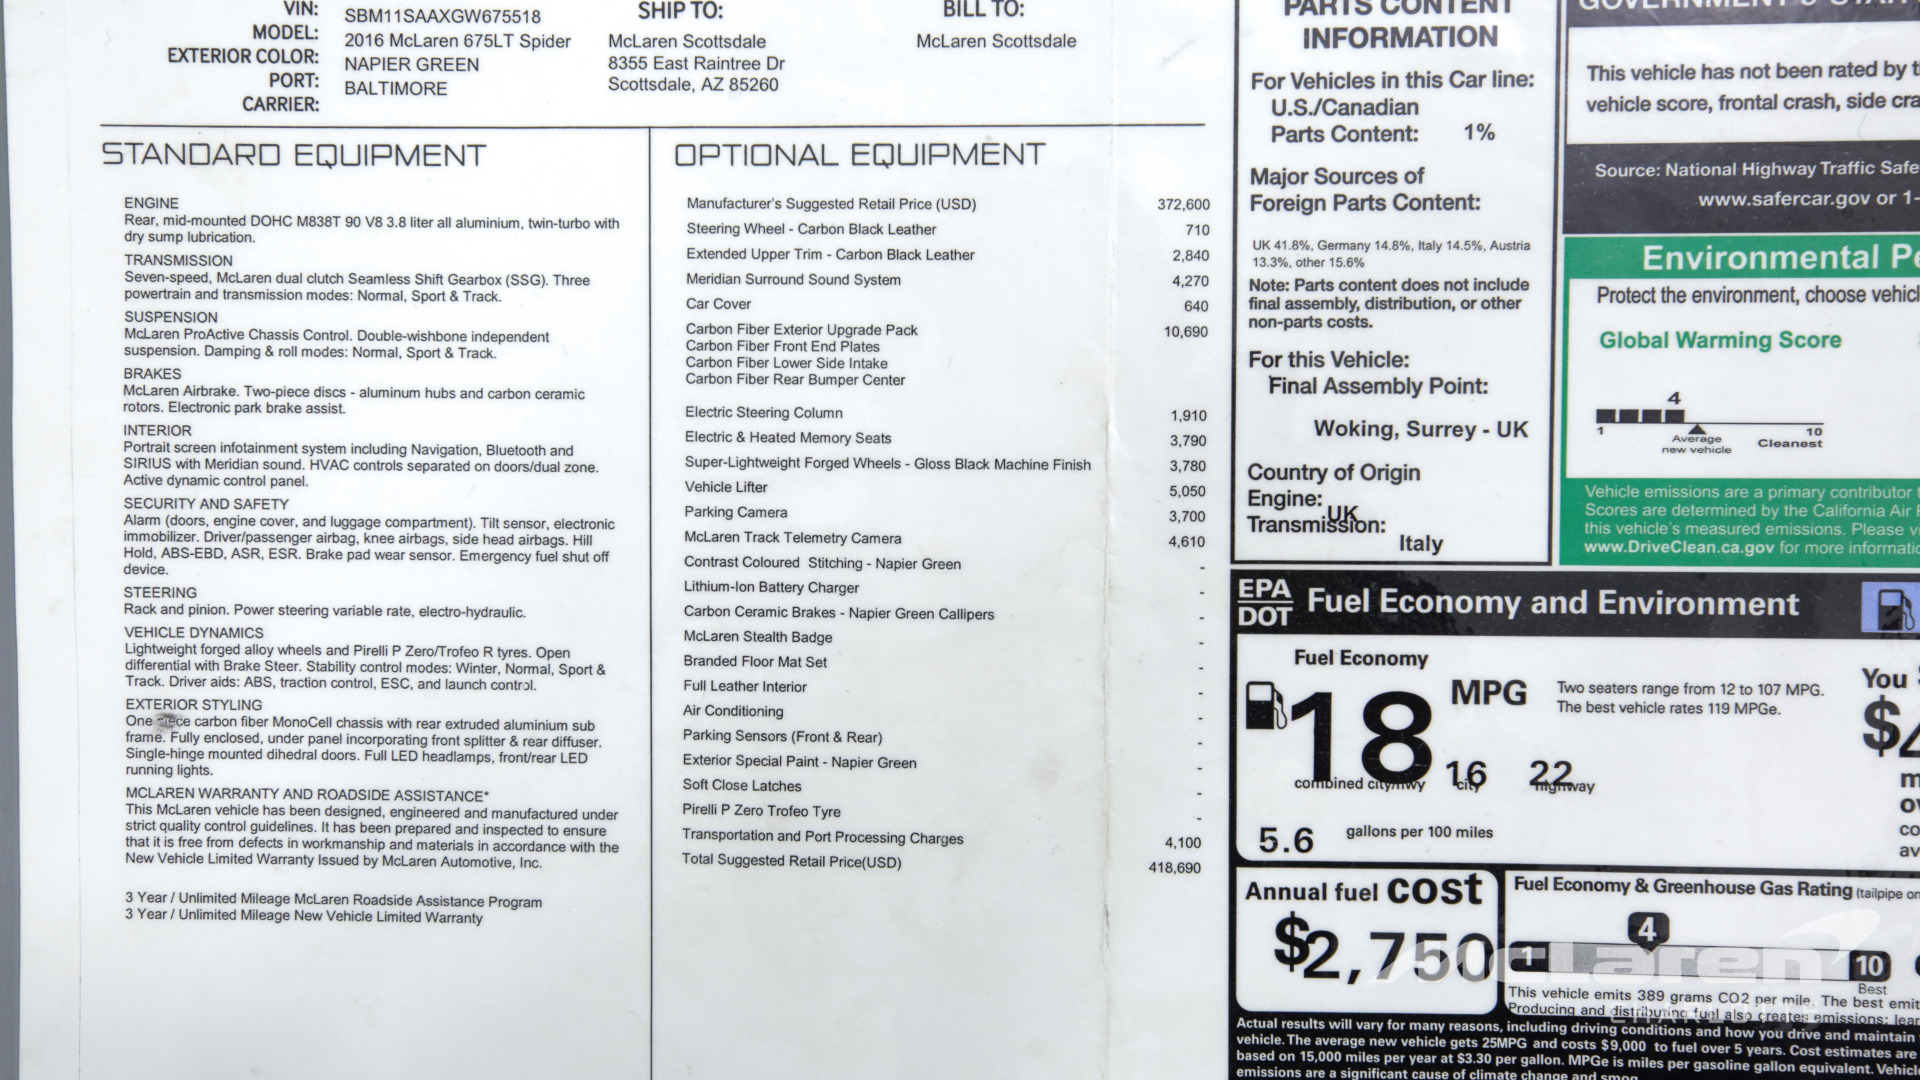 VIN: SBM11SAAXGW675518
MODEL: 2016 McLaren 675LT Spider
EXTERIOR COLOR: NAPIER GREEN
PORT: BALTIMORE
CARRIER:
SHIP TO:
McLaren Scottsdale
8355 East Raintree Dr
Scottsdale, AZ 85260
BILL TO:
McLaren Scottsdale
STANDARD EQUIPMENT
ENGINE
Rear, mid-mounted DOHC M838T 90 V8 3.8 liter all aluminium, twin-turbo with
dry sump lubrication.
TRANSMISSION
Seven-speed, McLaren dual clutch Seamless Shift Gearbox (SSG). Three
powertrain and transmission modes: Normal, Sport & Track.
SUSPENSION
McLaren ProActive Chassis Control. Double-wishbone independent
suspension. Damping & roll modes: Normal, Sport & Track.
BRAKES
McLaren Airbrake. Two-piece discs - aluminum hubs and carbon ceramic
rotors. Electronic park brake assist.
INTERIOR
Portrait screen infotainment system including Navigation, Bluetooth and
SIRIUS with Meridian sound. HVAC controls separated on doors/dual zone.
Active dynamic control panel.
SECURITY AND SAFETY
Alarm (doors, engine cover, and luggage compartment). Tilt sensor, electronic
immobilizer. Driver/passenger airbag, knee airbags, side head airbags. Hill
Hold, ABS-EBD, ASR, ESR. Brake pad wear sensor. Emergency fuel shut off
device.
STEERING
Rack and pinion. Power steering variable rate, electro-hydraulic.
VEHICLE DYNAMICS
Lightweight forged alloy wheels and Pirelli P Zero/Trofeo R tyres. Open
differential with Brake Steer. Stability control modes: Winter, Normal, Sport &
Track. Driver aids: ABS, traction control, ESC, and launch control.
EXTERIOR STYLING
One piece carbon fiber MonoCell chassis with rear extruded aluminium sub
frame. Fully enclosed, under panel incorporating front splitter & rear diffuser.
Single-hinge mounted dihedral doors. Full LED headlamps, front/rear LED
running lights.
MCLAREN WARRANTY AND ROADSIDE ASSISTANCE*
This McLaren vehicle has been designed, engineered and manufactured under
strict quality control guidelines. It has been prepared and inspected to ensure
that it is free from defects in workmanship and materials in accordance with the
New Vehicle Limited Warranty Issued by McLaren Automotive, Inc.
3 Year / Unlimited Mileage McLaren Roadside Assistance Program
3 Year / Unlimited Mileage New Vehicle Limited Warranty
OPTIONAL EQUIPMENT
Manufacturer's Suggested Retail Price (USD) 372,600
Steering Wheel - Carbon Black Leather 710
Extended Upper Trim - Carbon Black Leather 2,840
Meridian Surround Sound System 4,270
Car Cover 640
Carbon Fiber Exterior Upgrade Pack 10,690
Carbon Fiber Front End Plates
Carbon Fiber Lower Side Intake
Carbon Fiber Rear Bumper Center
Electric Steering Column 1,910
Electric & Heated Memory Seats 3,790
Super-Lightweight Forged Wheels - Gloss Black Machine Finish 3,780
Vehicle Lifter 5,050
Parking Camera 3,700
McLaren Track Telemetry Camera 4,610
Contrast Coloured Stitching - Napier Green -
Lithium-Ion Battery Charger -
Carbon Ceramic Brakes - Napier Green Callipers -
McLaren Stealth Badge -
Branded Floor Mat Set -
Full Leather Interior -
Air Conditioning -
Parking Sensors (Front & Rear) -
Exterior Special Paint - Napier Green -
Soft Close Latches -
Pirelli P Zero Trofeo Tyre -
Transportation and Port Processing Charges 4,100
Total Suggested Retail Price(USD) 418,690
PARTS CONTENT
INFORMATION
For Vehicles in this Car line:
U.S./Canadian
Parts Content: 1%
Major Sources of
Foreign Parts Content:
UK 41.8%, Germany 14.8%, Italy 14.5%, Austria
13.3%, other 15.6%
Note: Parts content does not include
final assembly, distribution, or other
non-parts costs.
For this Vehicle:
Final Assembly Point:
Woking, Surrey - UK
Country of Origin
Engine: UK
Transmission:
Italy
This vehicle has not been rated by
vehicle score, frontal crash, side
Source: National Highway Traffic
www.safercar.gov or 1-
Environmental
Protect the environment, choose
Global Warming Score
4
1 10
Average
new vehicle
Cleanest
Vehicle emissions are a primary contributor
Scores are determined by the California Air
this vehicle's measured emissions. Please
www.DriveClean.ca.gov for more
EPA
DOT Fuel Economy and Environment
Fuel Economy
18 MPG
16 22
combined city/hwy city highway
Two seaters range from 12 to 107 MPG.
The best vehicle rates 119 MPGe.
5.6 gallons per 100 miles
You
$
Annual fuel cost
$2,750
Fuel Economy & Greenhouse Gas Rating (tailpipe
4
1 10
Best
This vehicle emits 389 grams CO2 per mile. The best
Producing and distributing fuel also creates emissions;
Actual results will vary for many reasons, including driving conditions and how you drive and maintain
vehicle. The average new vehicle gets 25MPG and costs $9,000 to fuel over 5 years. Cost estimates are
based on 15,000 miles per year at $3.30 per gallon. MPGe is miles per gasoline gallon equivalent.
emissions are a significant cause of climate change and smog.
McLaren